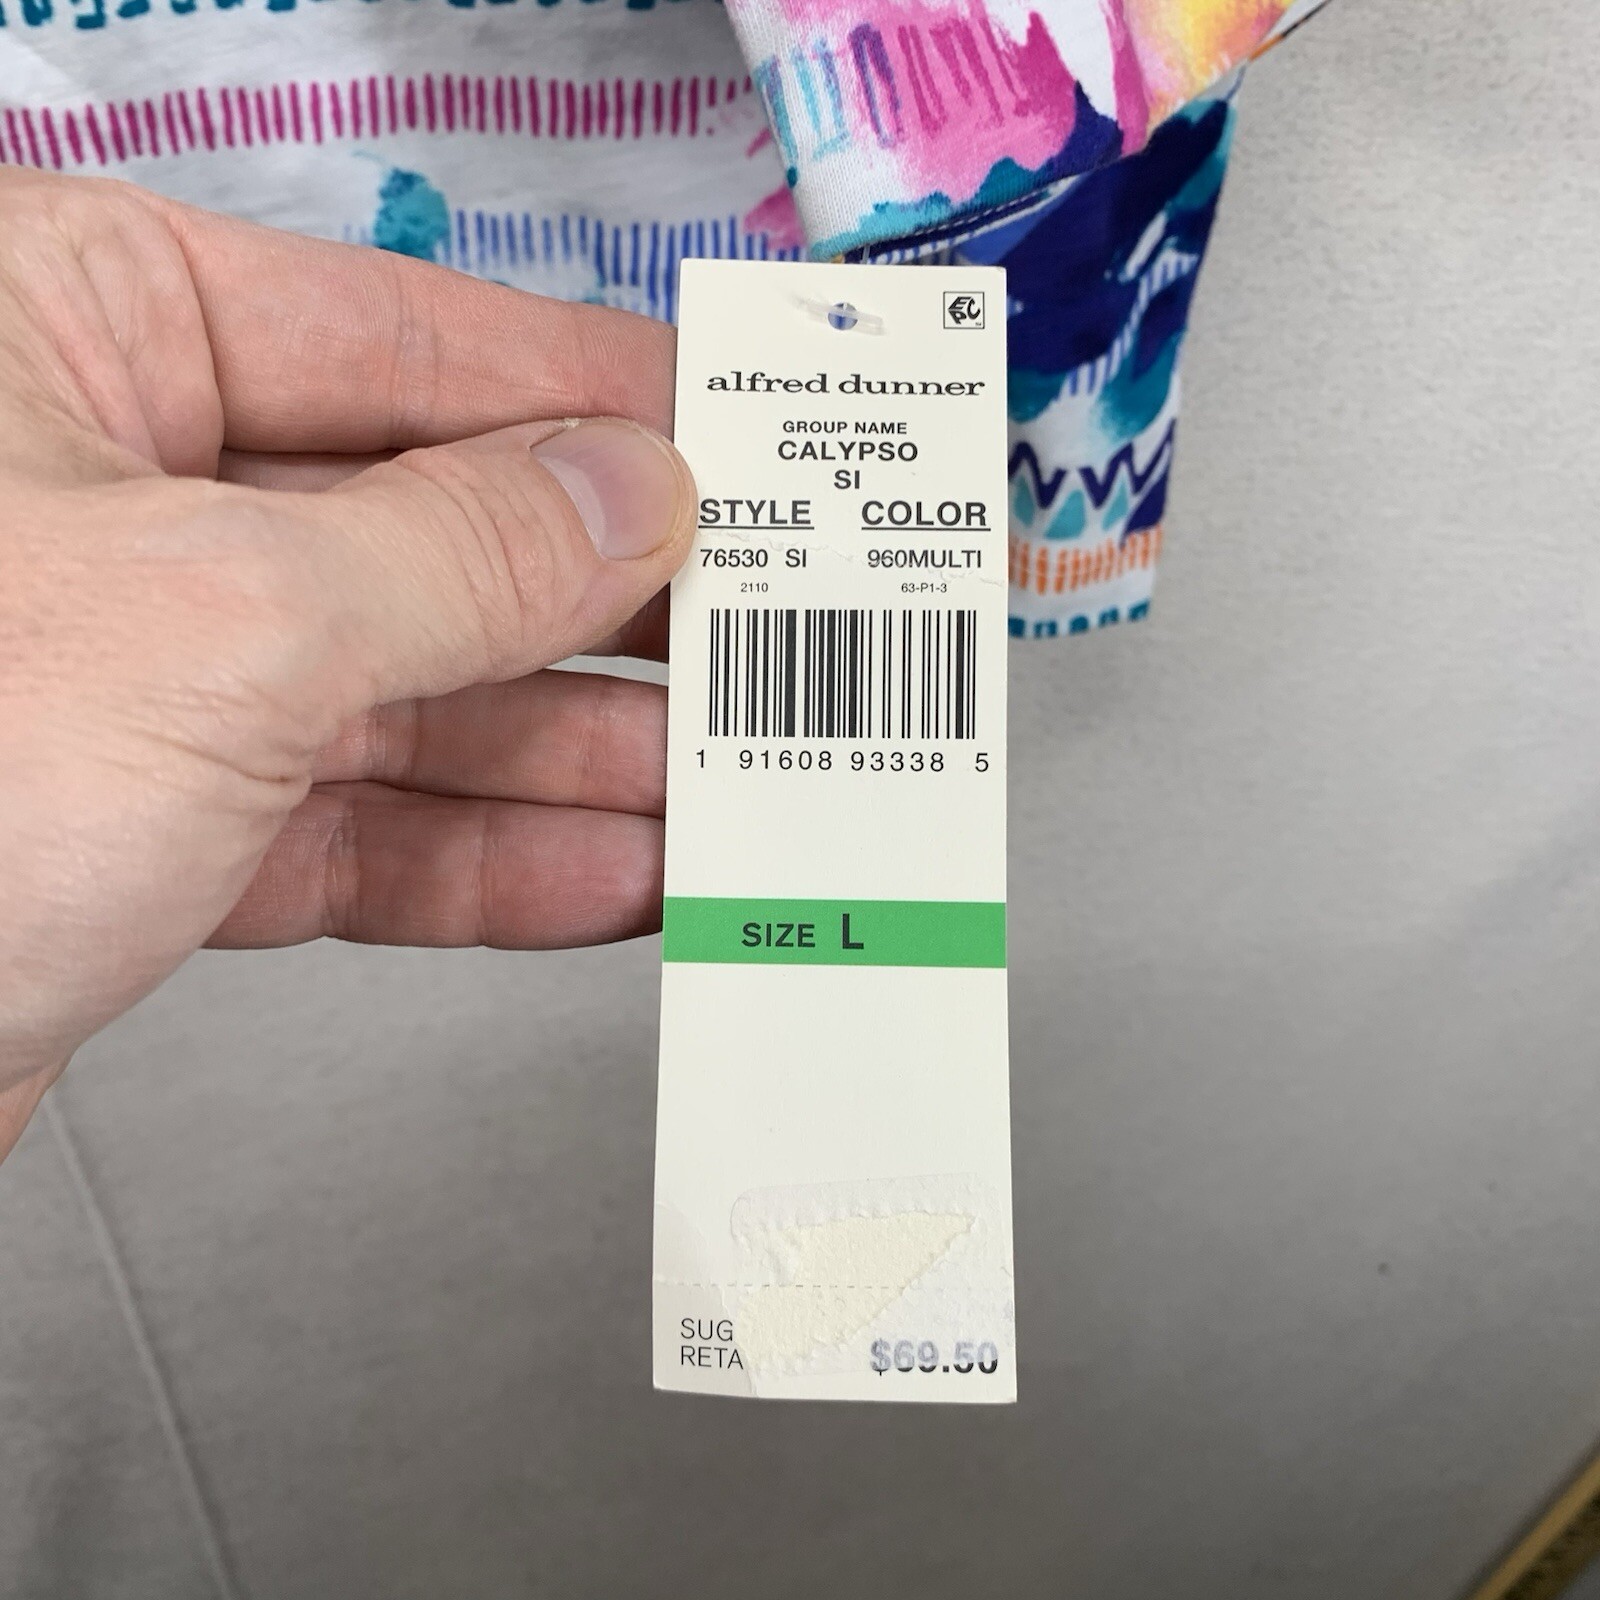 EPC
alfred dunner
GROUP NAME
CALYPSO
SI
STYLE COLOR
76530 SI 960MULTI
2110 63-P1-3
1 91608 93338 5
SIZE L
SUG
RETA $69.50